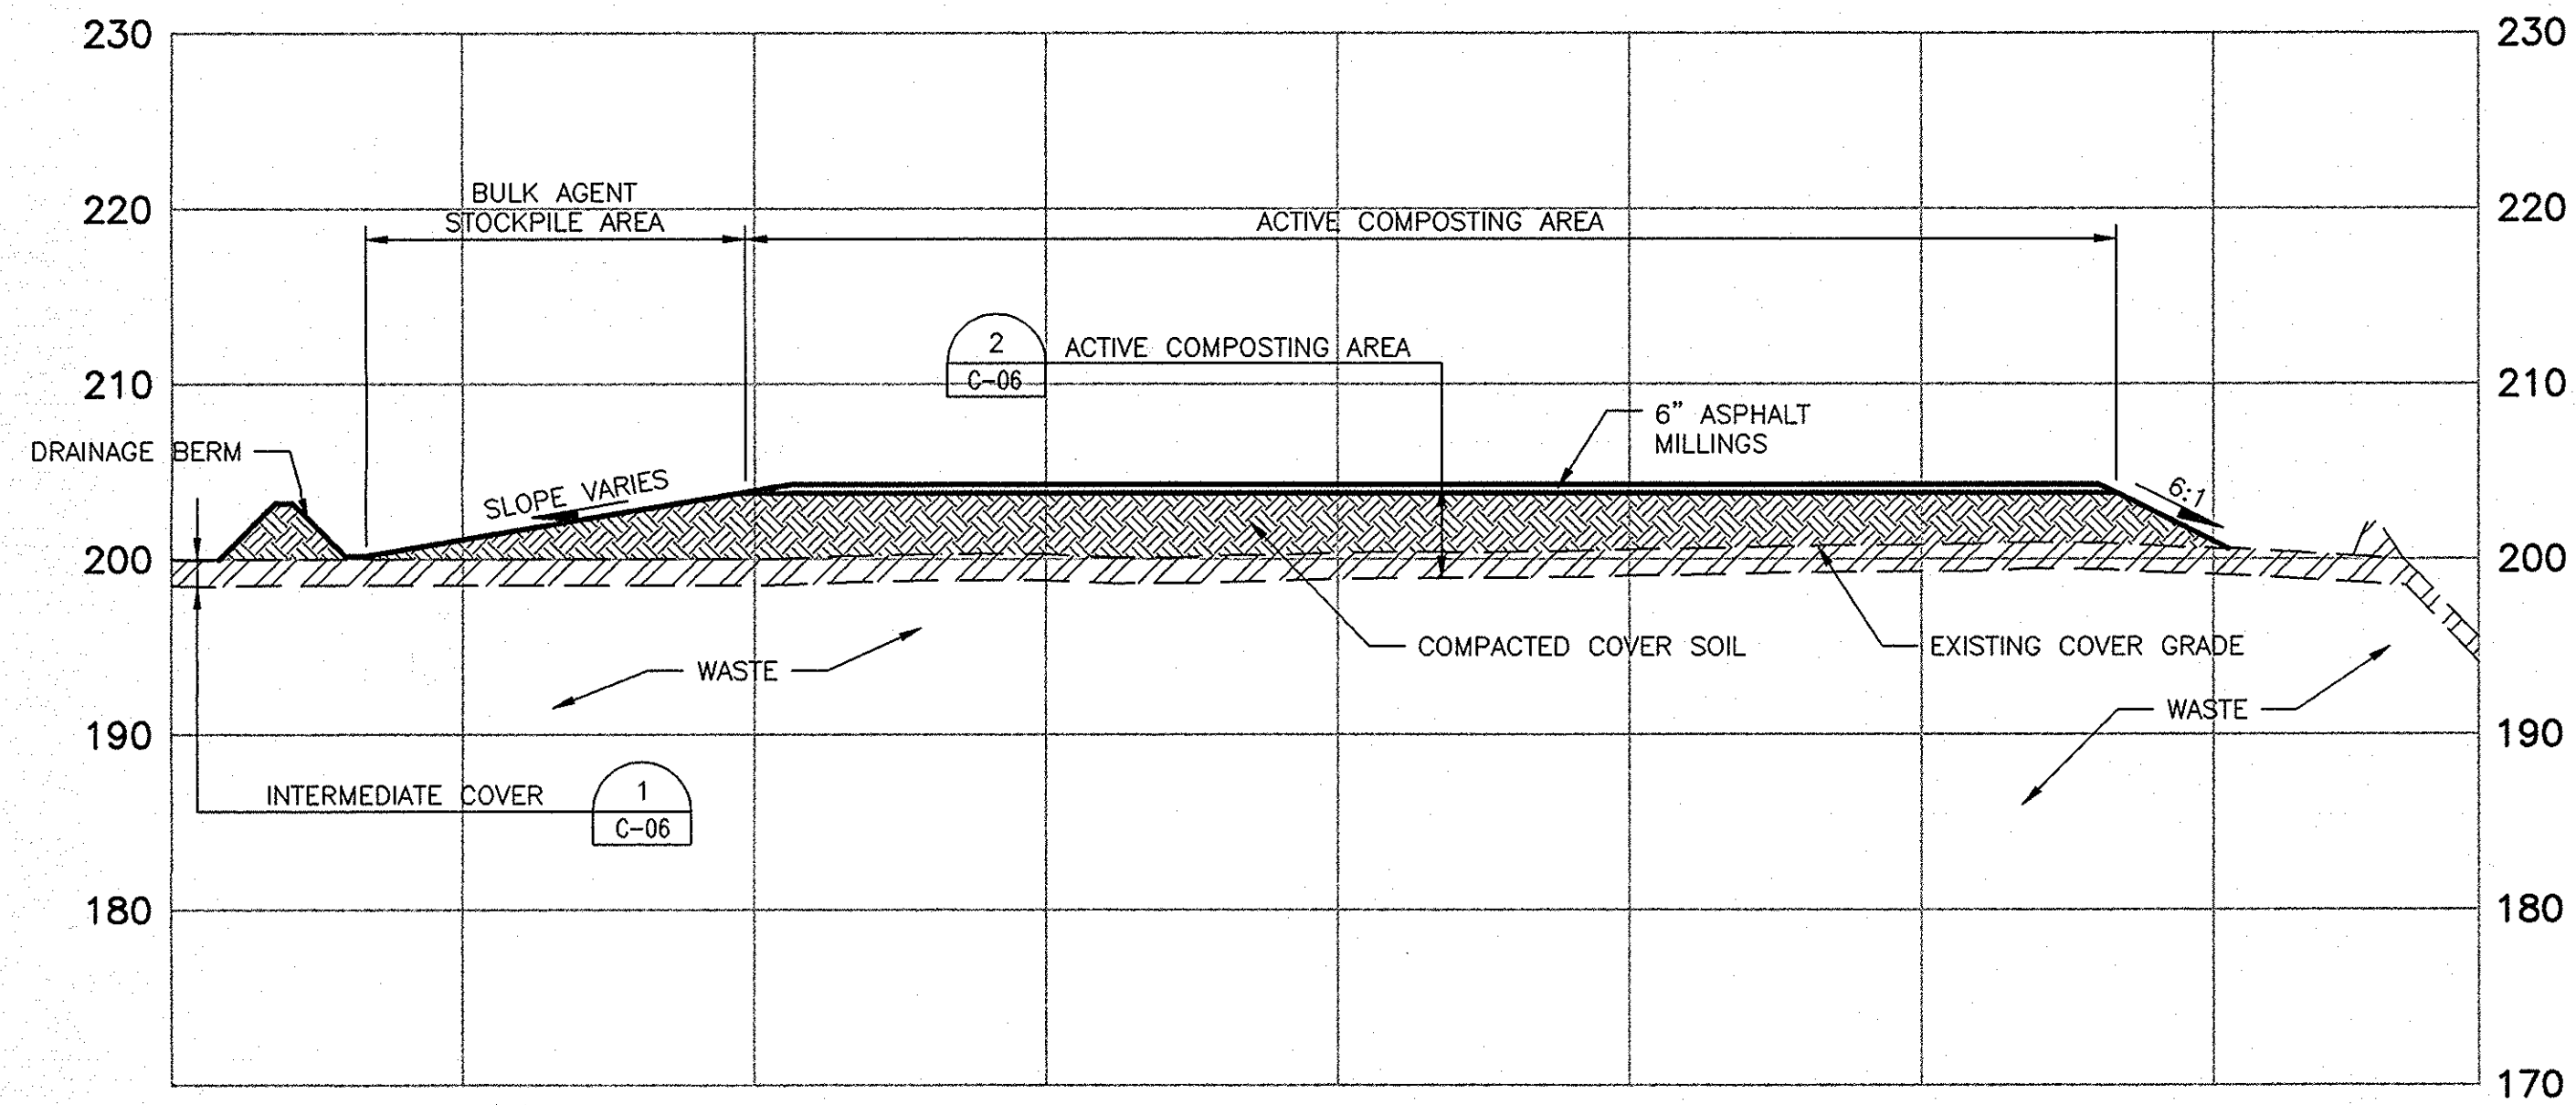 230
230
BULK AGENT
STOCKPILE AREA
220
220
ACTIVE COMPOSTING AREA
2
C-06
ACTIVE COMPOSTING AREA
210
210
6" ASPHALT
MILLINGS
DRAINAGE BERM
SLOPE VARIES
6:1
200
200
COMPACTED COVER SOIL
EXISTING COVER GRADE
WASTE
WASTE
190
190
INTERMEDIATE COVER
1
C-06
180
180
170